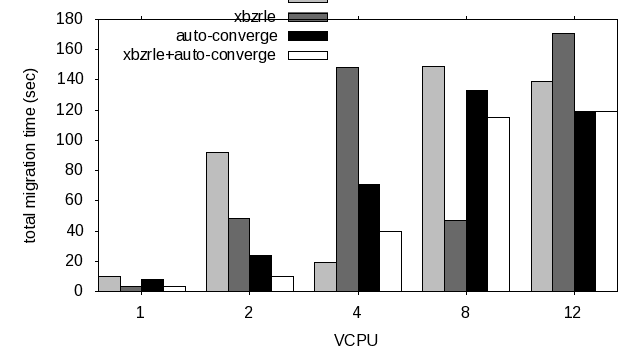 180
160
140
120
100
80
60
40
20
0
total migration time (sec)
xbzrle
auto-converge
xbzrle+auto-converge
1 2 4 8 12
VCPU